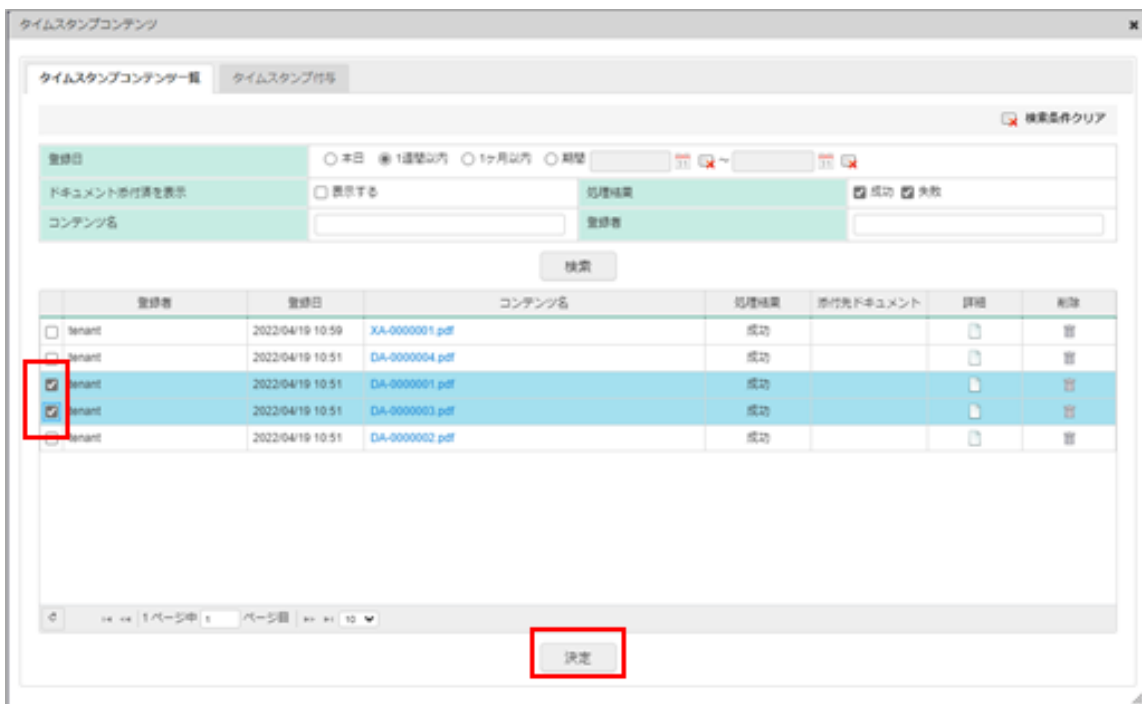 タイムスタンプコンテンツ
タイムスタンプコンテンツ一覧 タイムスタンプ付与
検索条件クリア
登録日 本日 1週間以内 1ヶ月以内 期間 31 ~ 31
ドキュメント添付済を表示 表示する 処理結果 成功 失敗
コンテンツ名 登録者
検索
登録者 登録日 コンテンツ名 処理結果 添付先ドキュメント 詳細 削除
tenant 2022/04/19 10:59 XA-0000001.pdf 成功
tenant 2022/04/19 10:51 DA-0000004.pdf 成功
tenant 2022/04/19 10:51 DA-0000001.pdf 成功
tenant 2022/04/19 10:51 DA-0000003.pdf 成功
tenant 2022/04/19 10:51 DA-0000002.pdf 成功
1 ページ中 1 ページ目 10
決定